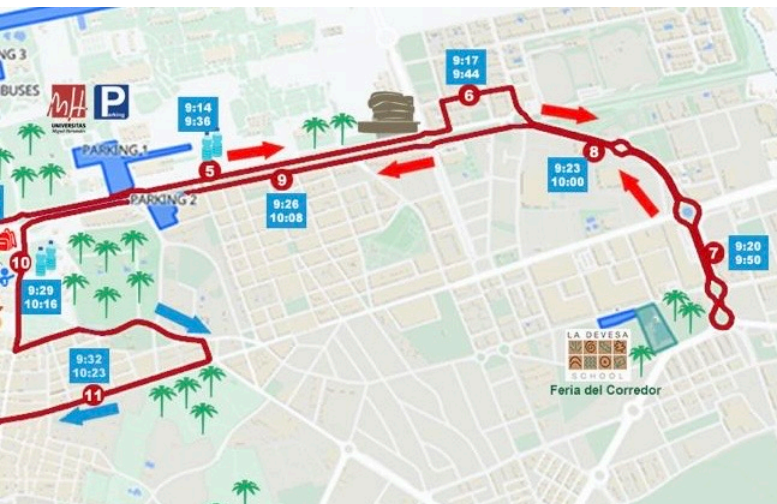 NG 3
BUSES
MH
UNIVERSITAS
Miguel Hernández
P
Parking
9:14
9:36
9:17
9:44
6
PARKING 1
5
PARKING 2
9
9:26
10:08
8
9:23
10:00
7
9:20
9:50
10
9:29
10:16
9:32
10:23
11
LA DEVESA
SCHOOL
Feria del Corredor